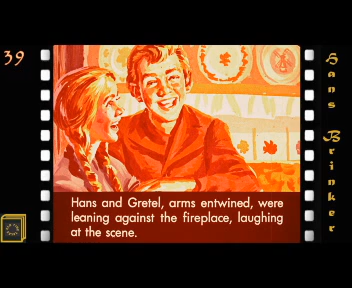 39
Hans Brinker
Hans and Gretel, arms entwined, were
leaning against the fireplace, laughing
at the scene.